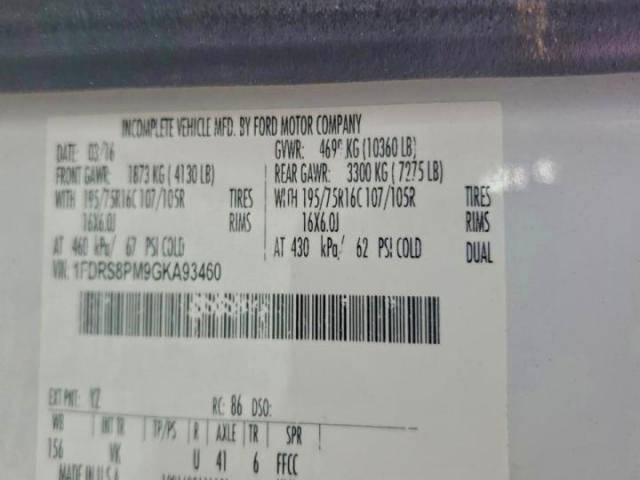 INCOMPLETE VEHICLE MFD. BY FORD MOTOR COMPANY
DATE: 03/16 GVWR: 4699 KG (10360 LB)
FRONT GAWR: 1873 KG (4130 LB) REAR GAWR: 3300 KG (7275 LB)
WITH 195/75R16C 107/105R TIRES WITH 195/75R16C 107/105R TIRES
16X6.0J RIMS 16X6.0J RIMS
AT 460 kPa/ 67 PSI COLD AT 430 kPa/ 62 PSI COLD DUAL
VIN: 1FDRS8PM9GKA93460
EXT PNT: YZ RC: 86 DSO:
WB INT TR TP/PS R AXLE TR SPR
156 VK U 41 6 FFCC
MADE IN U.S.A.